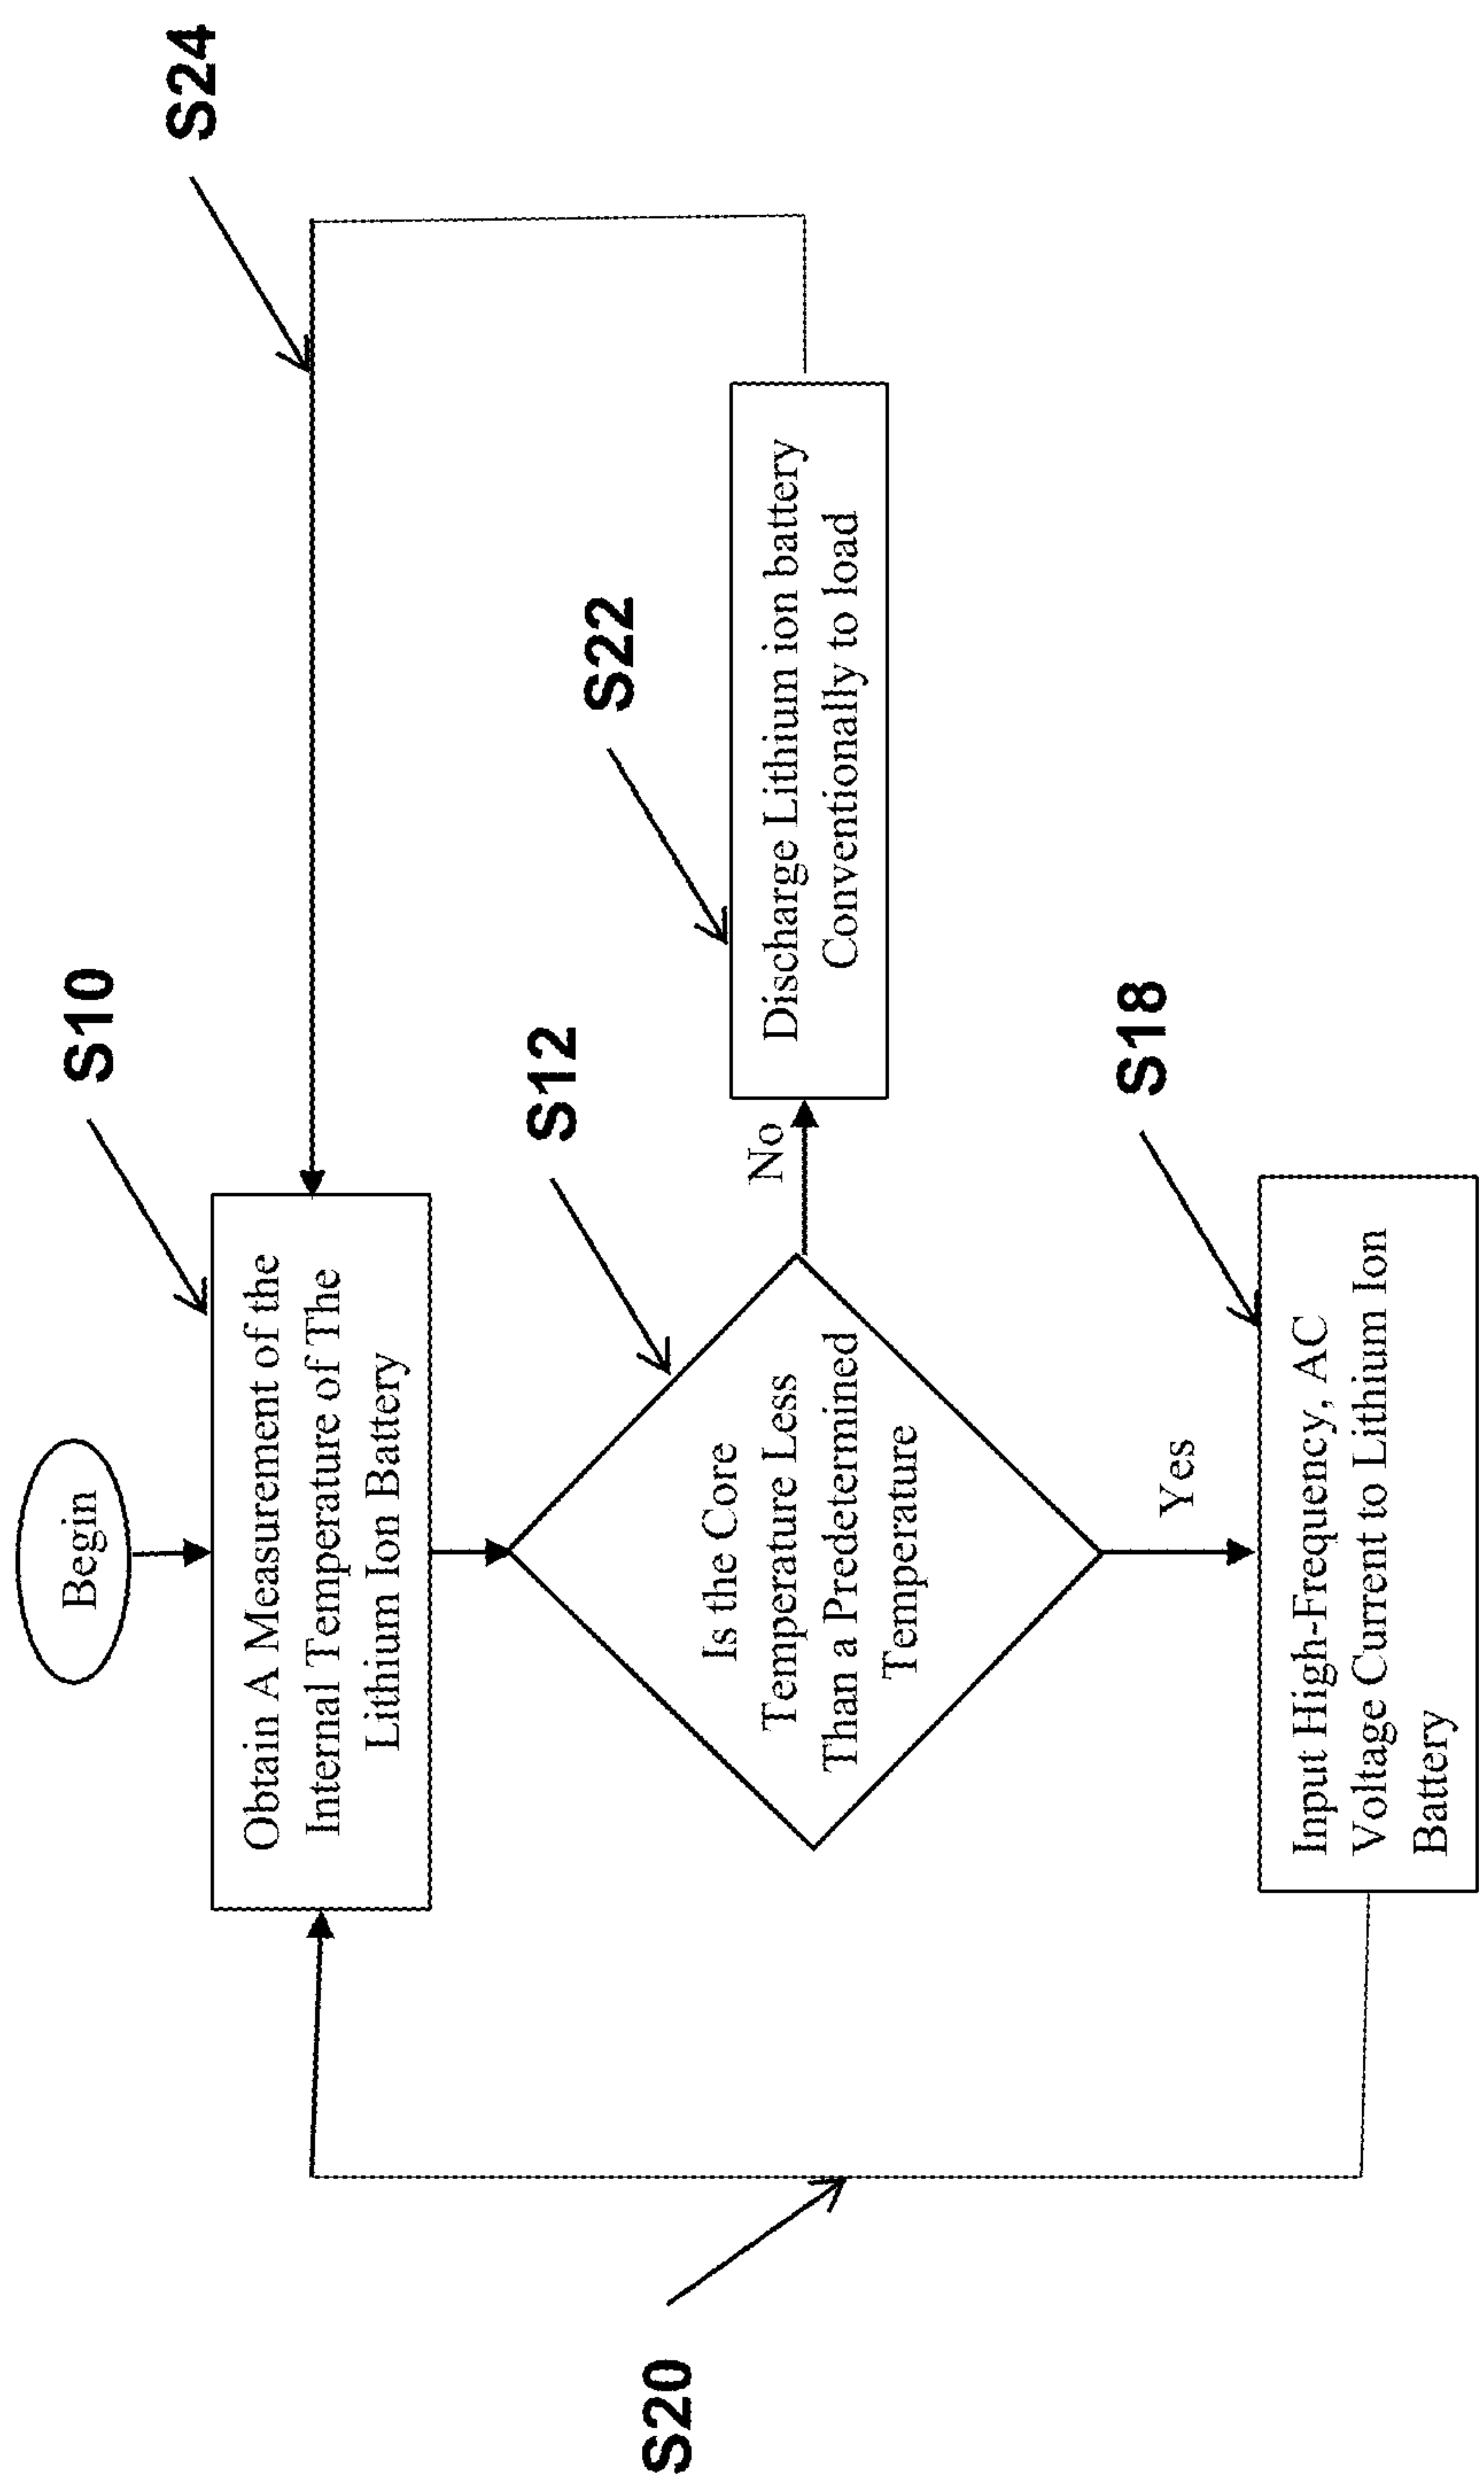 Begin
S10
Obtain A Measurement of the
Internal Temperature of The
Lithium Ion Battery
S24
S12
Is the Core
Temperature Less
Than a Predetermined
Temperature
No
S22
Discharge Lithium ion battery
Conventionally to load
Yes
S18
Input High-Frequency, AC
Voltage Current to Lithium Ion
Battery
S20